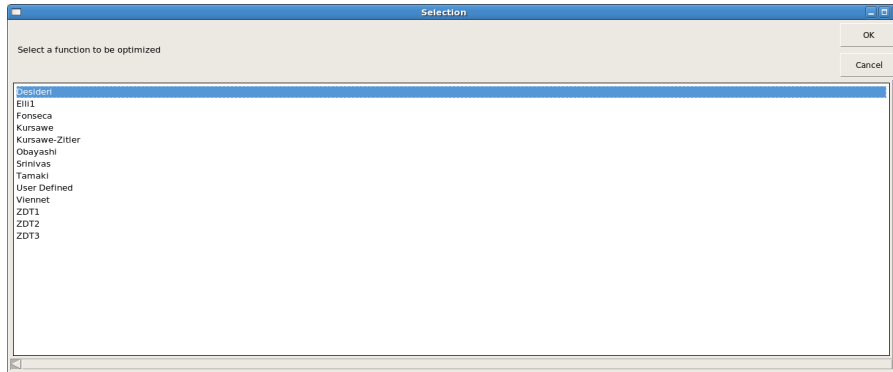 Selection
OK
Select a function to be optimized
Cancel
Desideri
Elli1
Fonseca
Kursawe
Kursawe-Zitler
Obayashi
Srinivas
Tamaki
User Defined
Viennet
ZDT1
ZDT2
ZDT3